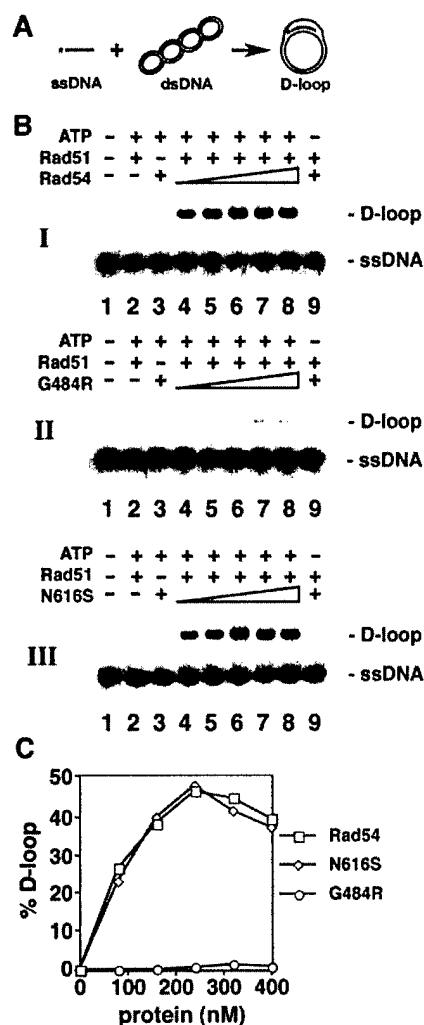 A
* + →
ssDNA dsDNA D-loop
B
ATP - + + + + + + + -
Rad51 - + - + + + + + +
Rad54 - - + +
- D-loop
I - ssDNA
1 2 3 4 5 6 7 8 9
ATP - + + + + + + + -
Rad51 - + - + + + + + +
G484R - - + +
- D-loop
II - ssDNA
1 2 3 4 5 6 7 8 9
ATP - + + + + + + + -
Rad51 - + - + + + + + +
N616S - - + +
- D-loop
III - ssDNA
1 2 3 4 5 6 7 8 9
C
50
40
30
20
10
0
% D-loop
Rad54
N616S
G484R
0 100 200 300 400
protein (nM)